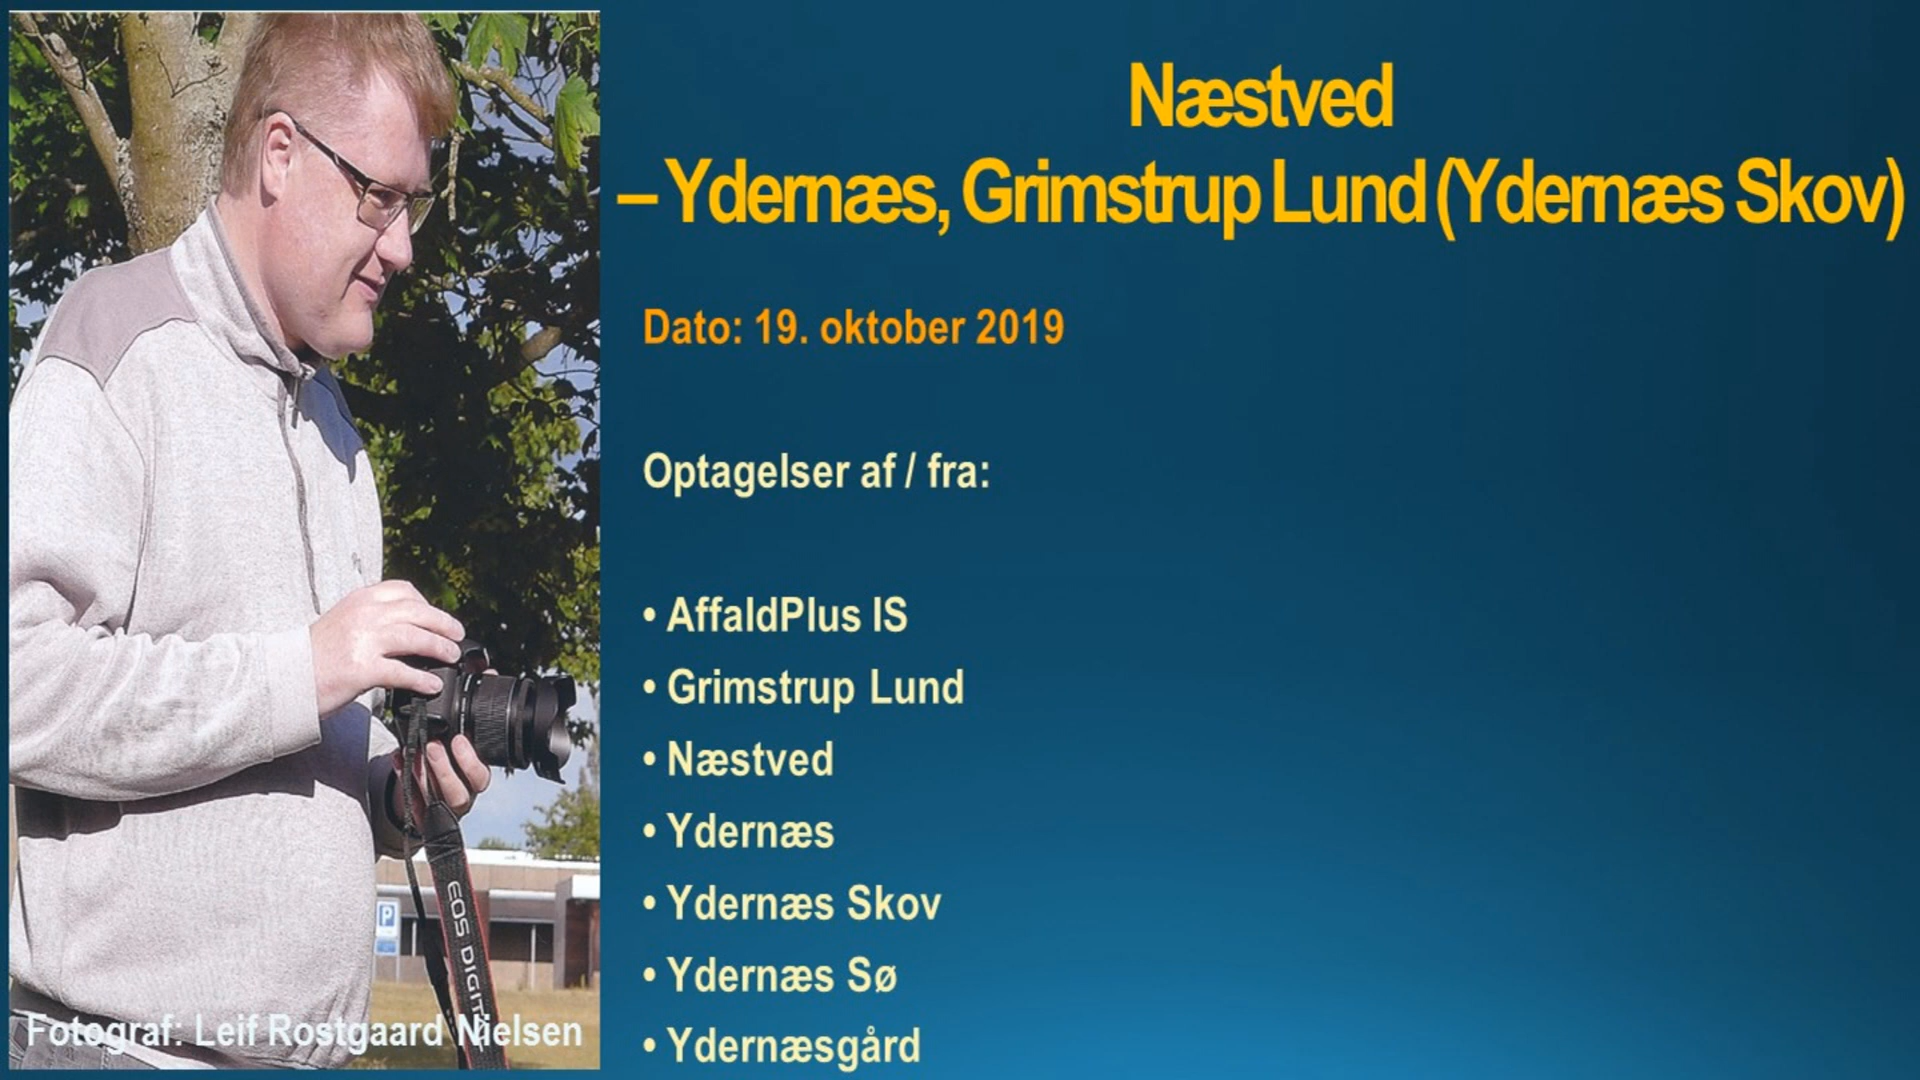 Næstved
– Ydernæs, Grimstrup Lund (Ydernæs Skov)
Dato: 19. oktober 2019
Optagelser af / fra:
• AffaldPlus IS
• Grimstrup Lund
• Næstved
• Ydernæs
• Ydernæs Skov
• Ydernæs Sø
• Ydernæsgård
P
EOS DIGIT
Fotograf: Leif Rostgaard Nielsen